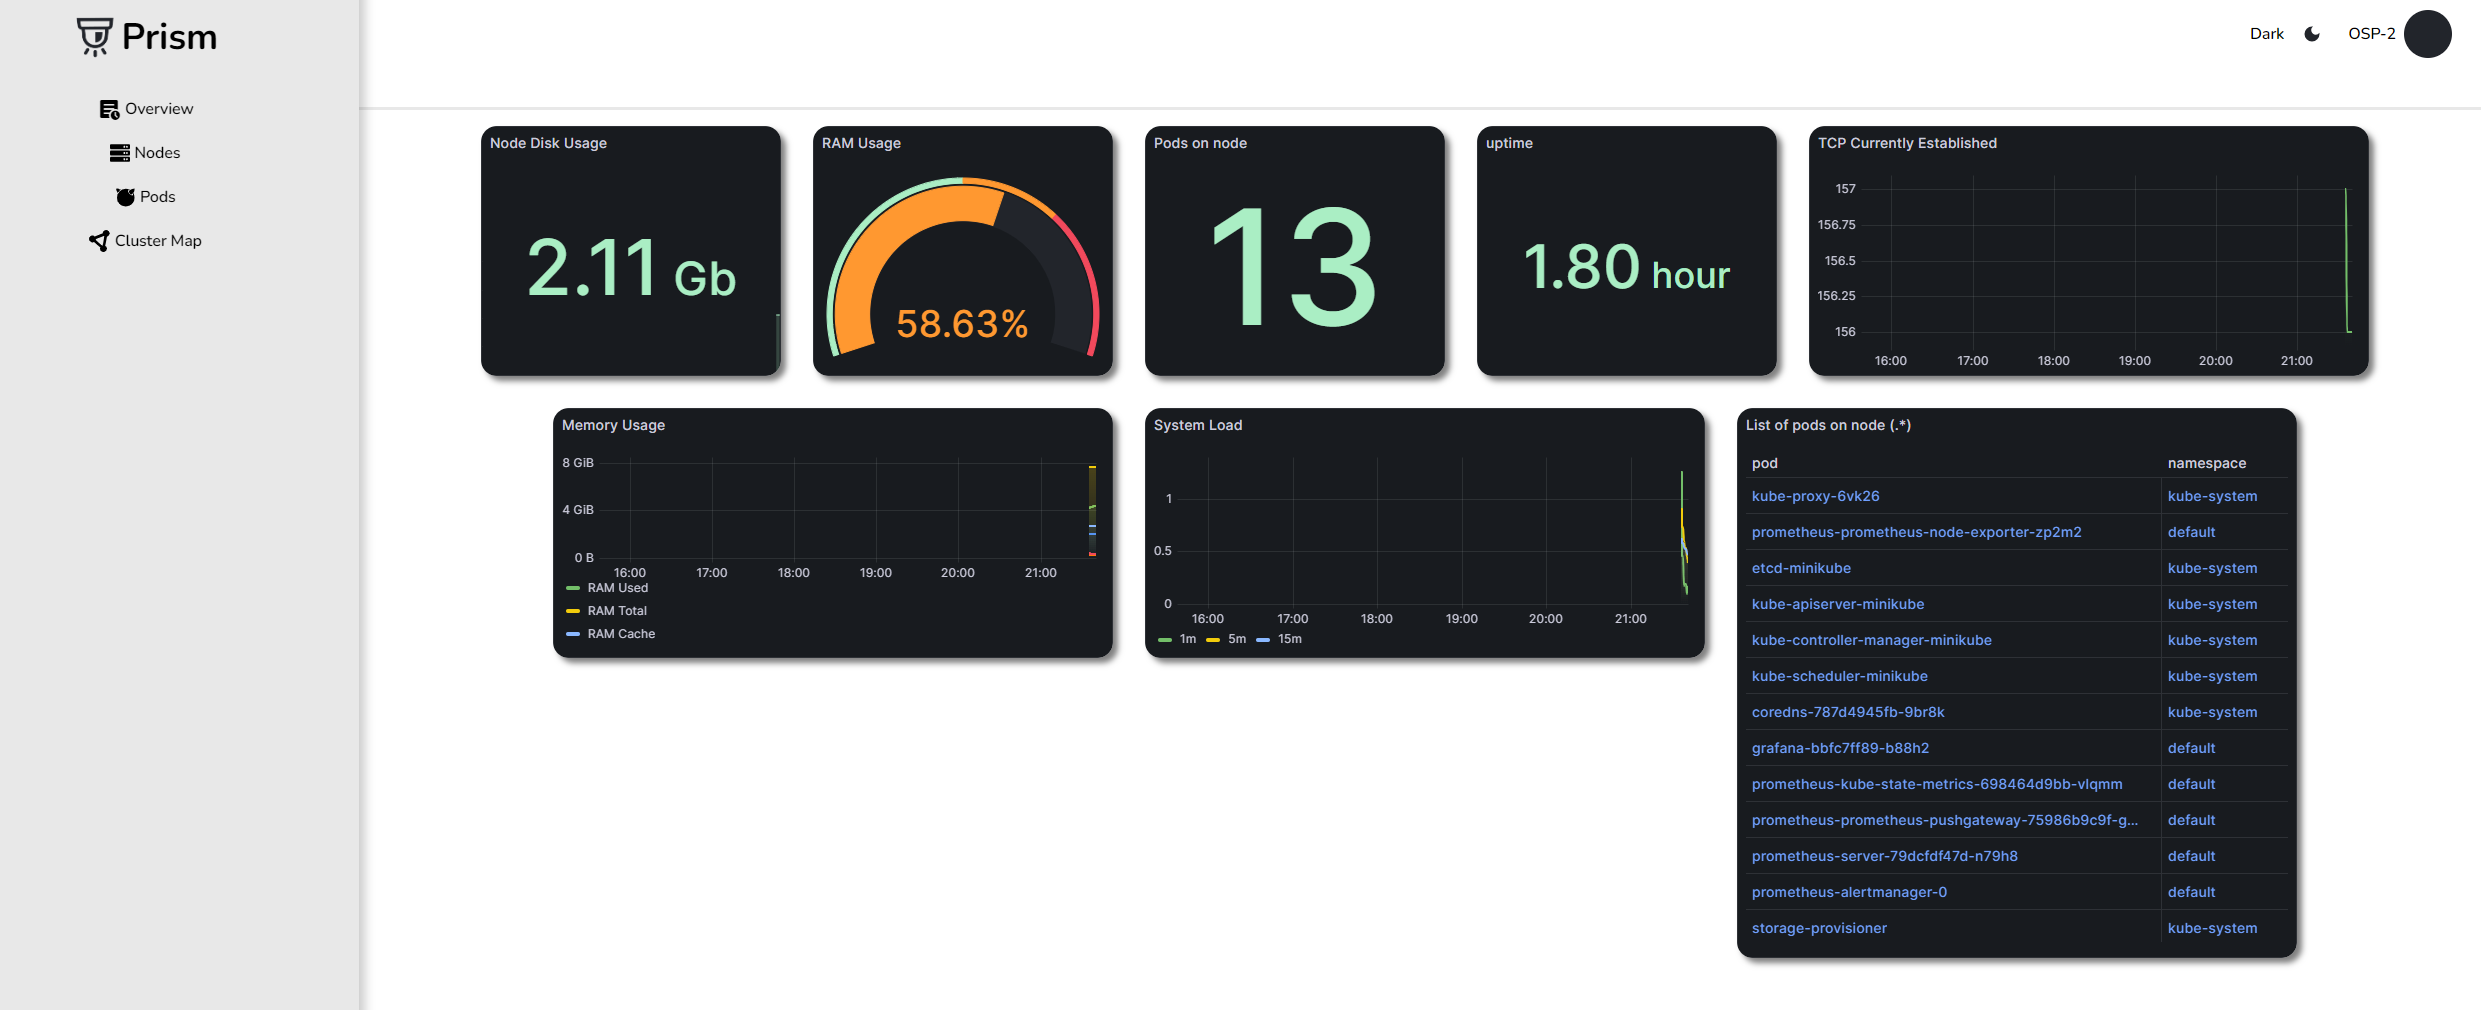 Prism
Overview
Nodes
Pods
Cluster Map
Dark
OSP-2
Node Disk Usage
2.11 Gb
RAM Usage
58.63%
Pods on node
13
uptime
1.80 hour
TCP Currently Established
157
156.75
156.5
156.25
156
16:00 17:00 18:00 19:00 20:00 21:00
Memory Usage
8 GiB
4 GiB
0 B
16:00 17:00 18:00 19:00 20:00 21:00
RAM Used
RAM Total
RAM Cache
System Load
1
0.5
0
16:00 17:00 18:00 19:00 20:00 21:00
1m 5m 15m
List of pods on node (.*)
pod namespace
kube-proxy-6vk26 kube-system
prometheus-prometheus-node-exporter-zp2m2 default
etcd-minikube kube-system
kube-apiserver-minikube kube-system
kube-controller-manager-minikube kube-system
kube-scheduler-minikube kube-system
coredns-787d4945fb-9br8k kube-system
grafana-bbfc7ff89-b88h2 default
prometheus-kube-state-metrics-698464d9bb-vlqmm default
prometheus-prometheus-pushgateway-75986b9c9f-g... default
prometheus-server-79dcfdf47d-n79h8 default
prometheus-alertmanager-0 default
storage-provisioner kube-system